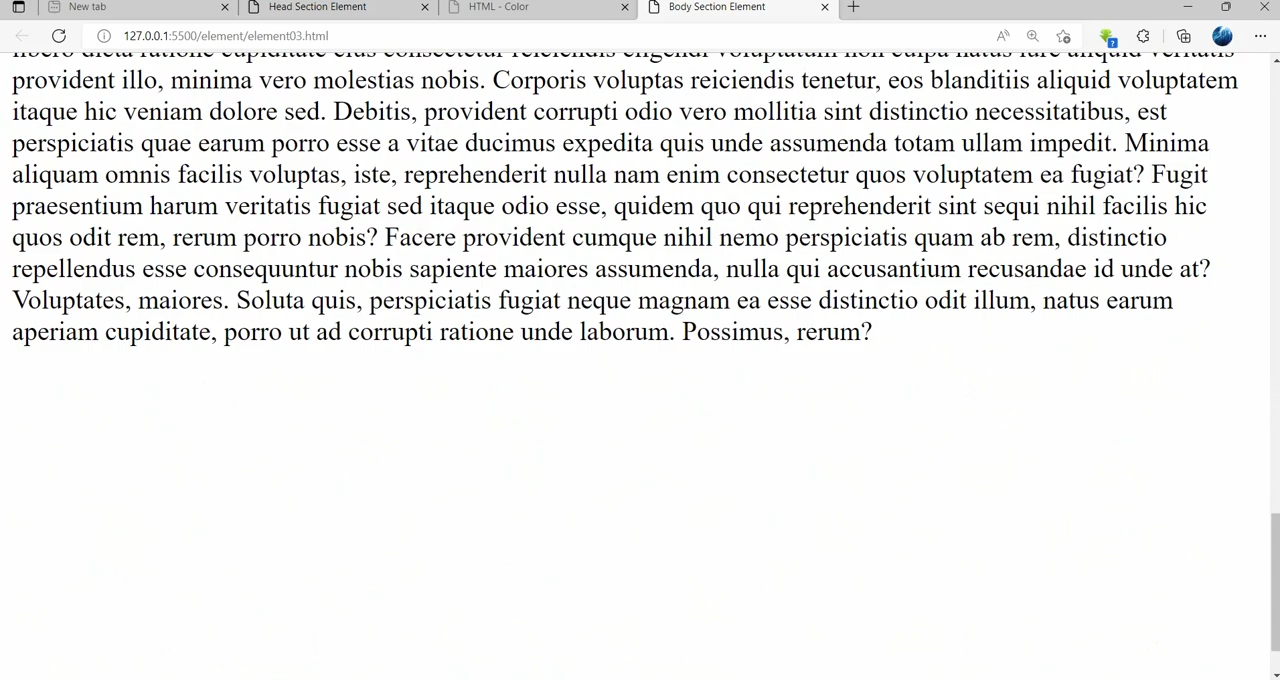 New tab
Head Section Element
HTML - Color
Body Section Element
127.0.0.1:5500/element/element03.html
libero dicta ratione cupiditate eius consectetur
provident illo, minima vero molestias nobis. Corporis voluptas reiciendis tenetur, eos blanditiis aliquid voluptatem
itaque hic veniam dolore sed. Debitis, provident corrupti odio vero mollitia sint distinctio necessitatibus, est
perspiciatis quae earum porro esse a vitae ducimus expedita quis unde assumenda totam ullam impedit. Minima
aliquam omnis facilis voluptas, iste, reprehenderit nulla nam enim consectetur quos voluptatem ea fugiat? Fugit
praesentium harum veritatis fugiat sed itaque odio esse, quidem quo qui reprehenderit sint sequi nihil facilis hic
quos odit rem, rerum porro nobis? Facere provident cumque nihil nemo perspiciatis quam ab rem, distinctio
repellendus esse consequuntur nobis sapiente maiores assumenda, nulla qui accusantium recusandae id unde at?
Voluptates, maiores. Soluta quis, perspiciatis fugiat neque magnam ea esse distinctio odit illum, natus earum
aperiam cupiditate, porro ut ad corrupti ratione unde laborum. Possimus, rerum?